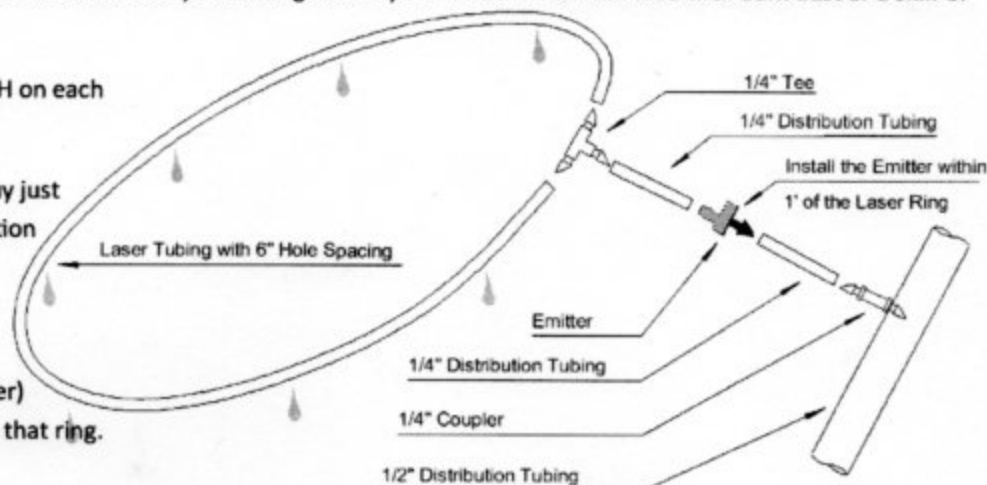 H on each
just
tion
er)
that ring.
1/4" Tee
1/4" Distribution Tubing
Install the Emitter within
1' of the Laser Ring
Laser Tubing with 6" Hole Spacing
Emitter
1/4" Distribution Tubing
1/4" Coupler
1/2" Distribution Tubing